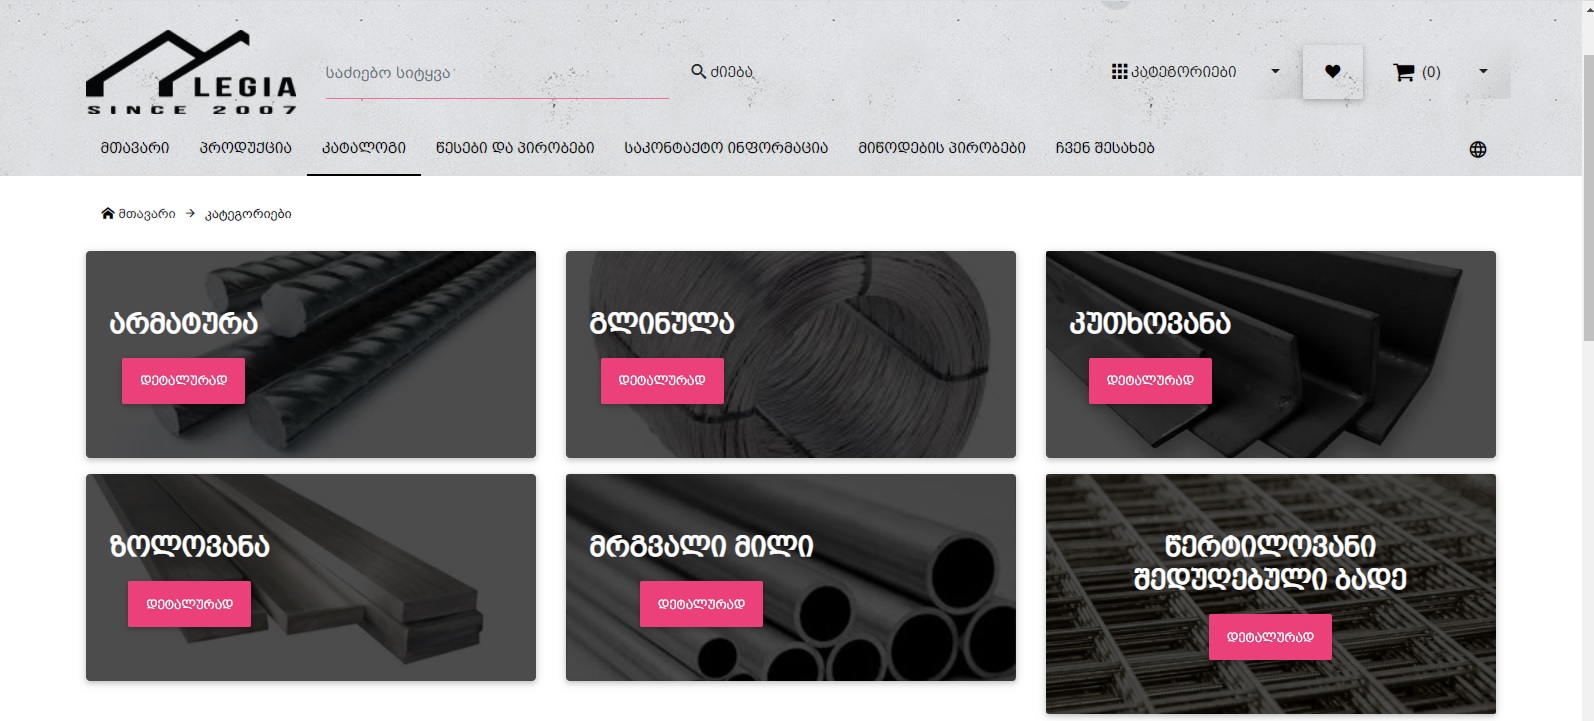 LEGIA
SINCE 2007
საძიებო სიტყვა
ძიება
კატეგორიები
(0)
მთავარი
პროდუქცია
კატალოგი
წესები და პირობები
საკონტაქტო ინფორმაცია
მიწოდების პირობები
ჩვენ შესახებ
მთავარი → კატეგორიები
არმატურა
დეტალურად
გლინულა
დეტალურად
კუთხოვანა
დეტალურად
ზოლოვანა
დეტალურად
მრგვალი მილი
დეტალურად
წერტილოვანი
შედუღებული ბადე
დეტალურად